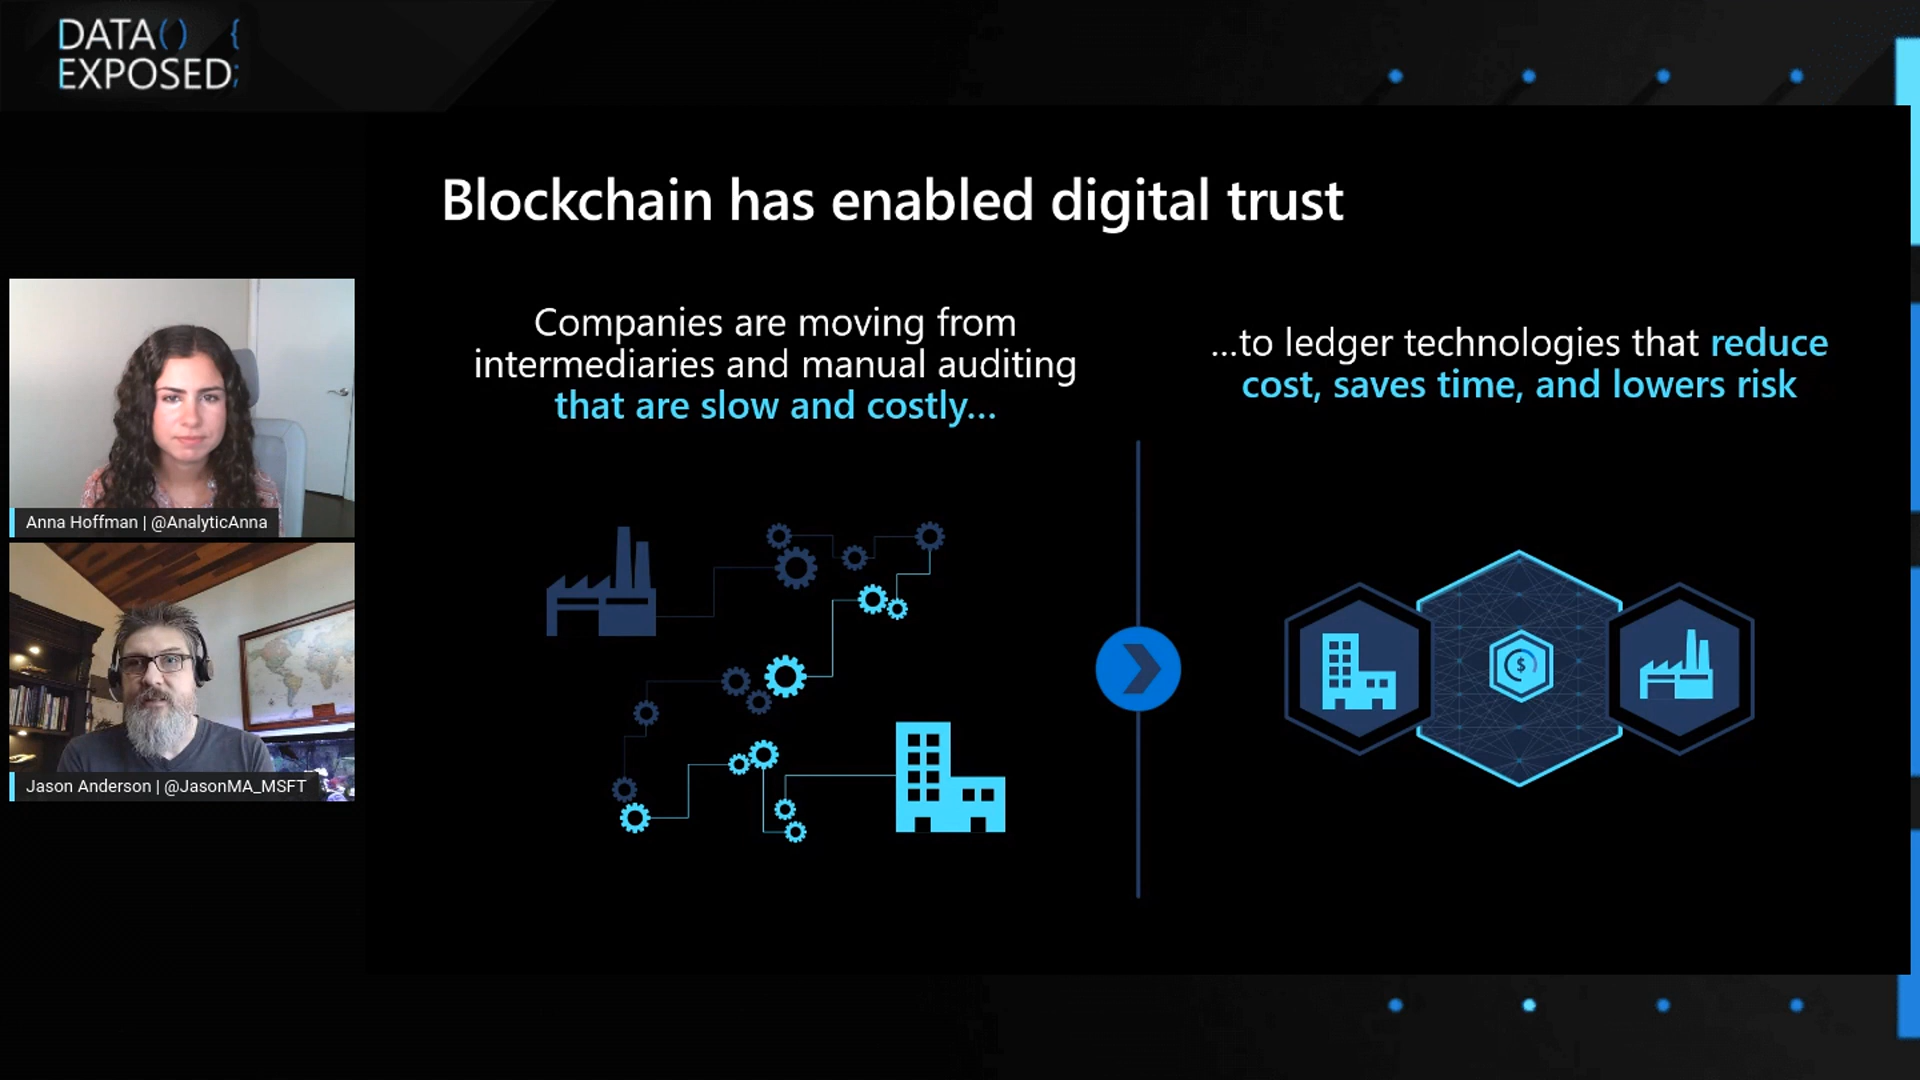 DATA() {
EXPOSED;
Blockchain has enabled digital trust
Companies are moving from
intermediaries and manual auditing
that are slow and costly...
...to ledger technologies that reduce
cost, saves time, and lowers risk
$
Anna Hoffman | @AnalyticAnna
Jason Anderson | @JasonMA_MSFT